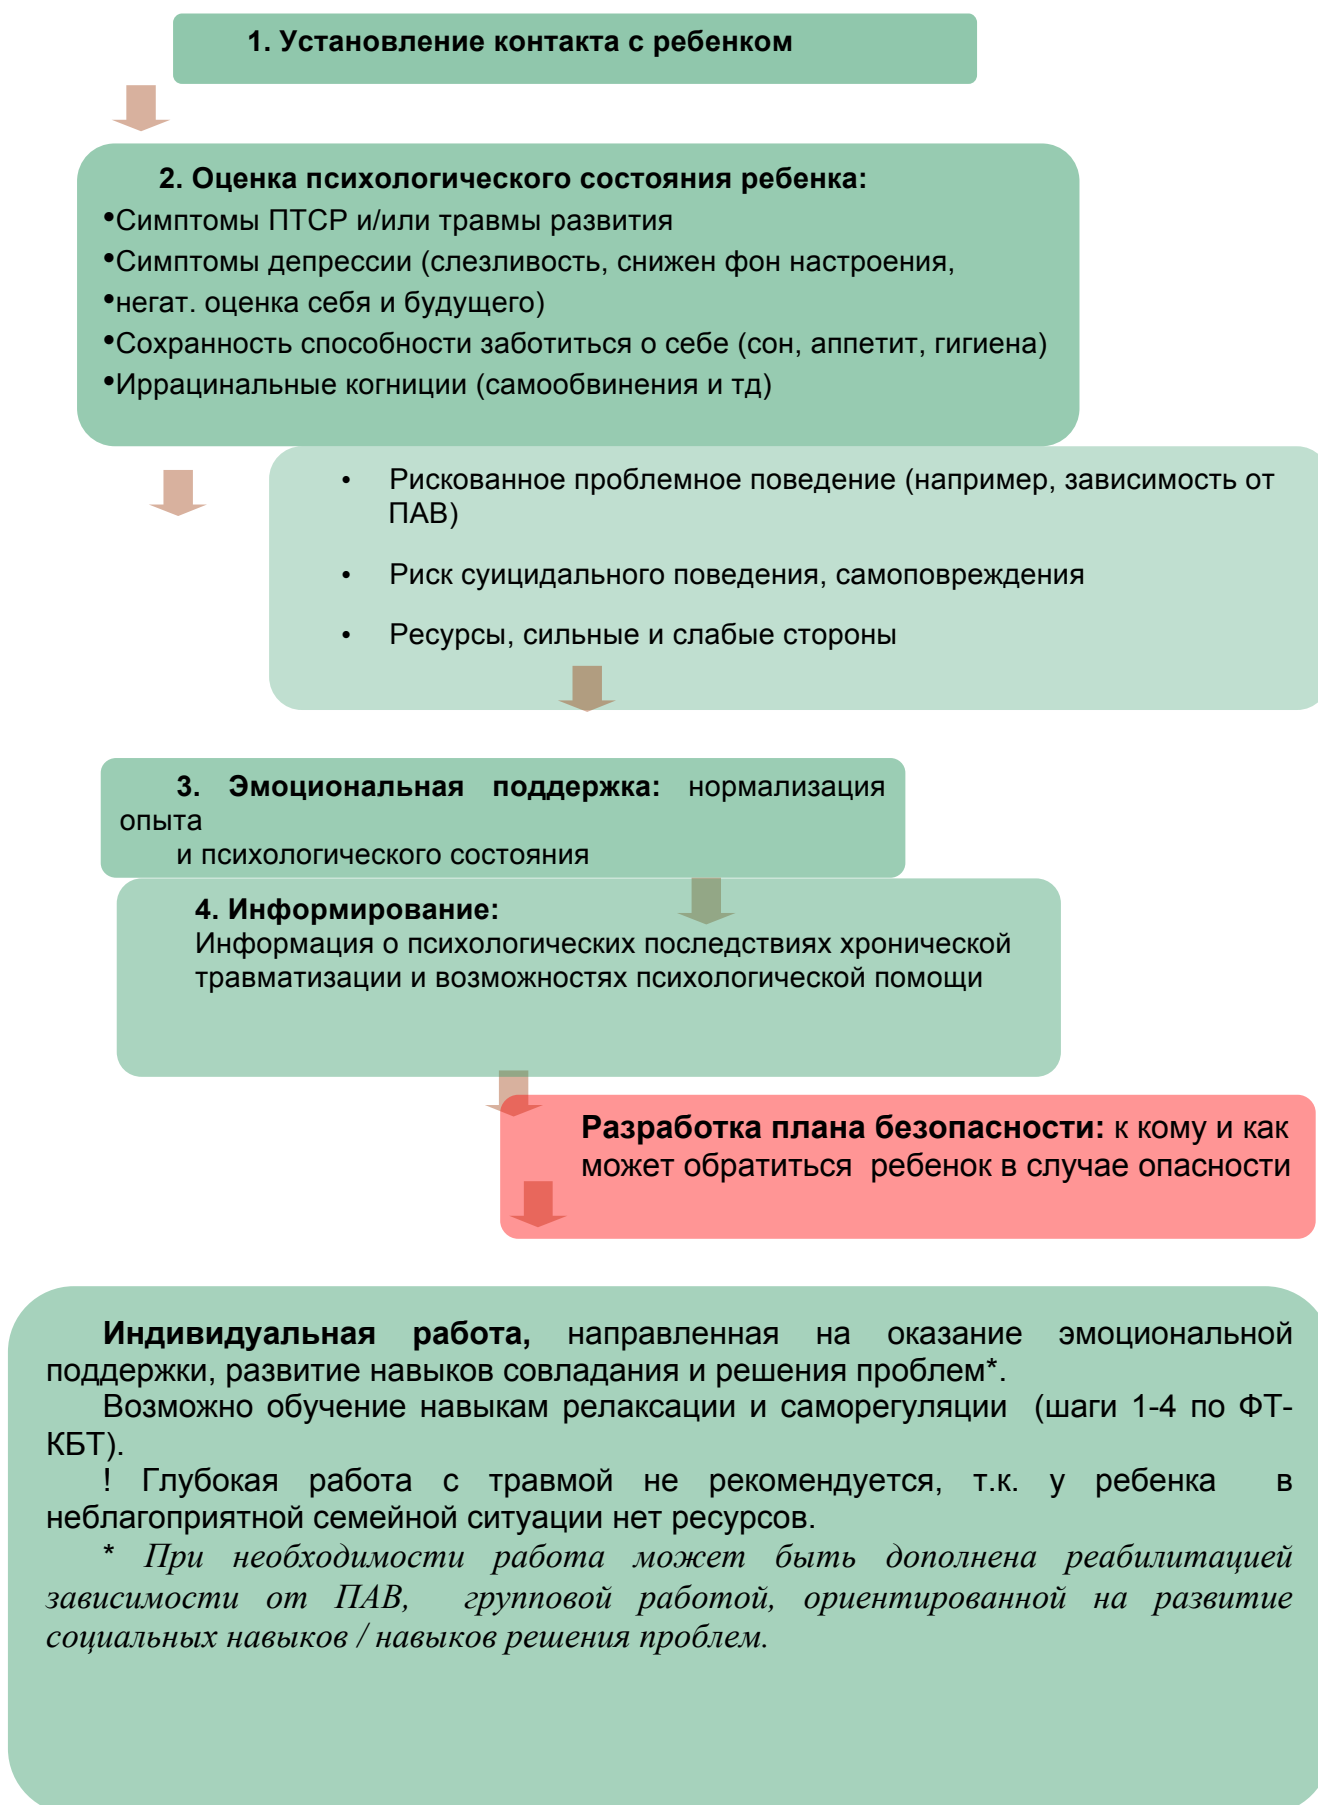 1. Установление контакта с ребенком
2. Оценка психологического состояния ребенка:
•Симптомы ПТСР и/или травмы развития
•Симптомы депрессии (слезливость, снижен фон настроения,
•негат. оценка себя и будущего)
•Сохранность способности заботиться о себе (сон, аппетит, гигиена)
•Иррацинальные когниции (самообвинения и тд)
• Рискованное проблемное поведение (например, зависимость от
ПАВ)
• Риск суицидального поведения, самоповреждения
• Ресурсы, сильные и слабые стороны
3. Эмоциональная поддержка: нормализация
опыта
и психологического состояния
4. Информирование:
Информация о психологических последствиях хронической
травматизации и возможностях психологической помощи
Разработка плана безопасности: к кому и как
может обратиться ребенок в случае опасности
Индивидуальная работа, направленная на оказание эмоциональной
поддержки, развитие навыков совладания и решения проблем*.
Возможно обучение навыкам релаксации и саморегуляции (шаги 1-4 по ФТ-
КБТ).
! Глубокая работа с травмой не рекомендуется, т.к. у ребенка в
неблагоприятной семейной ситуации нет ресурсов.
* При необходимости работа может быть дополнена реабилитацией
зависимости от ПАВ, групповой работой, ориентированной на развитие
социальных навыков / навыков решения проблем.